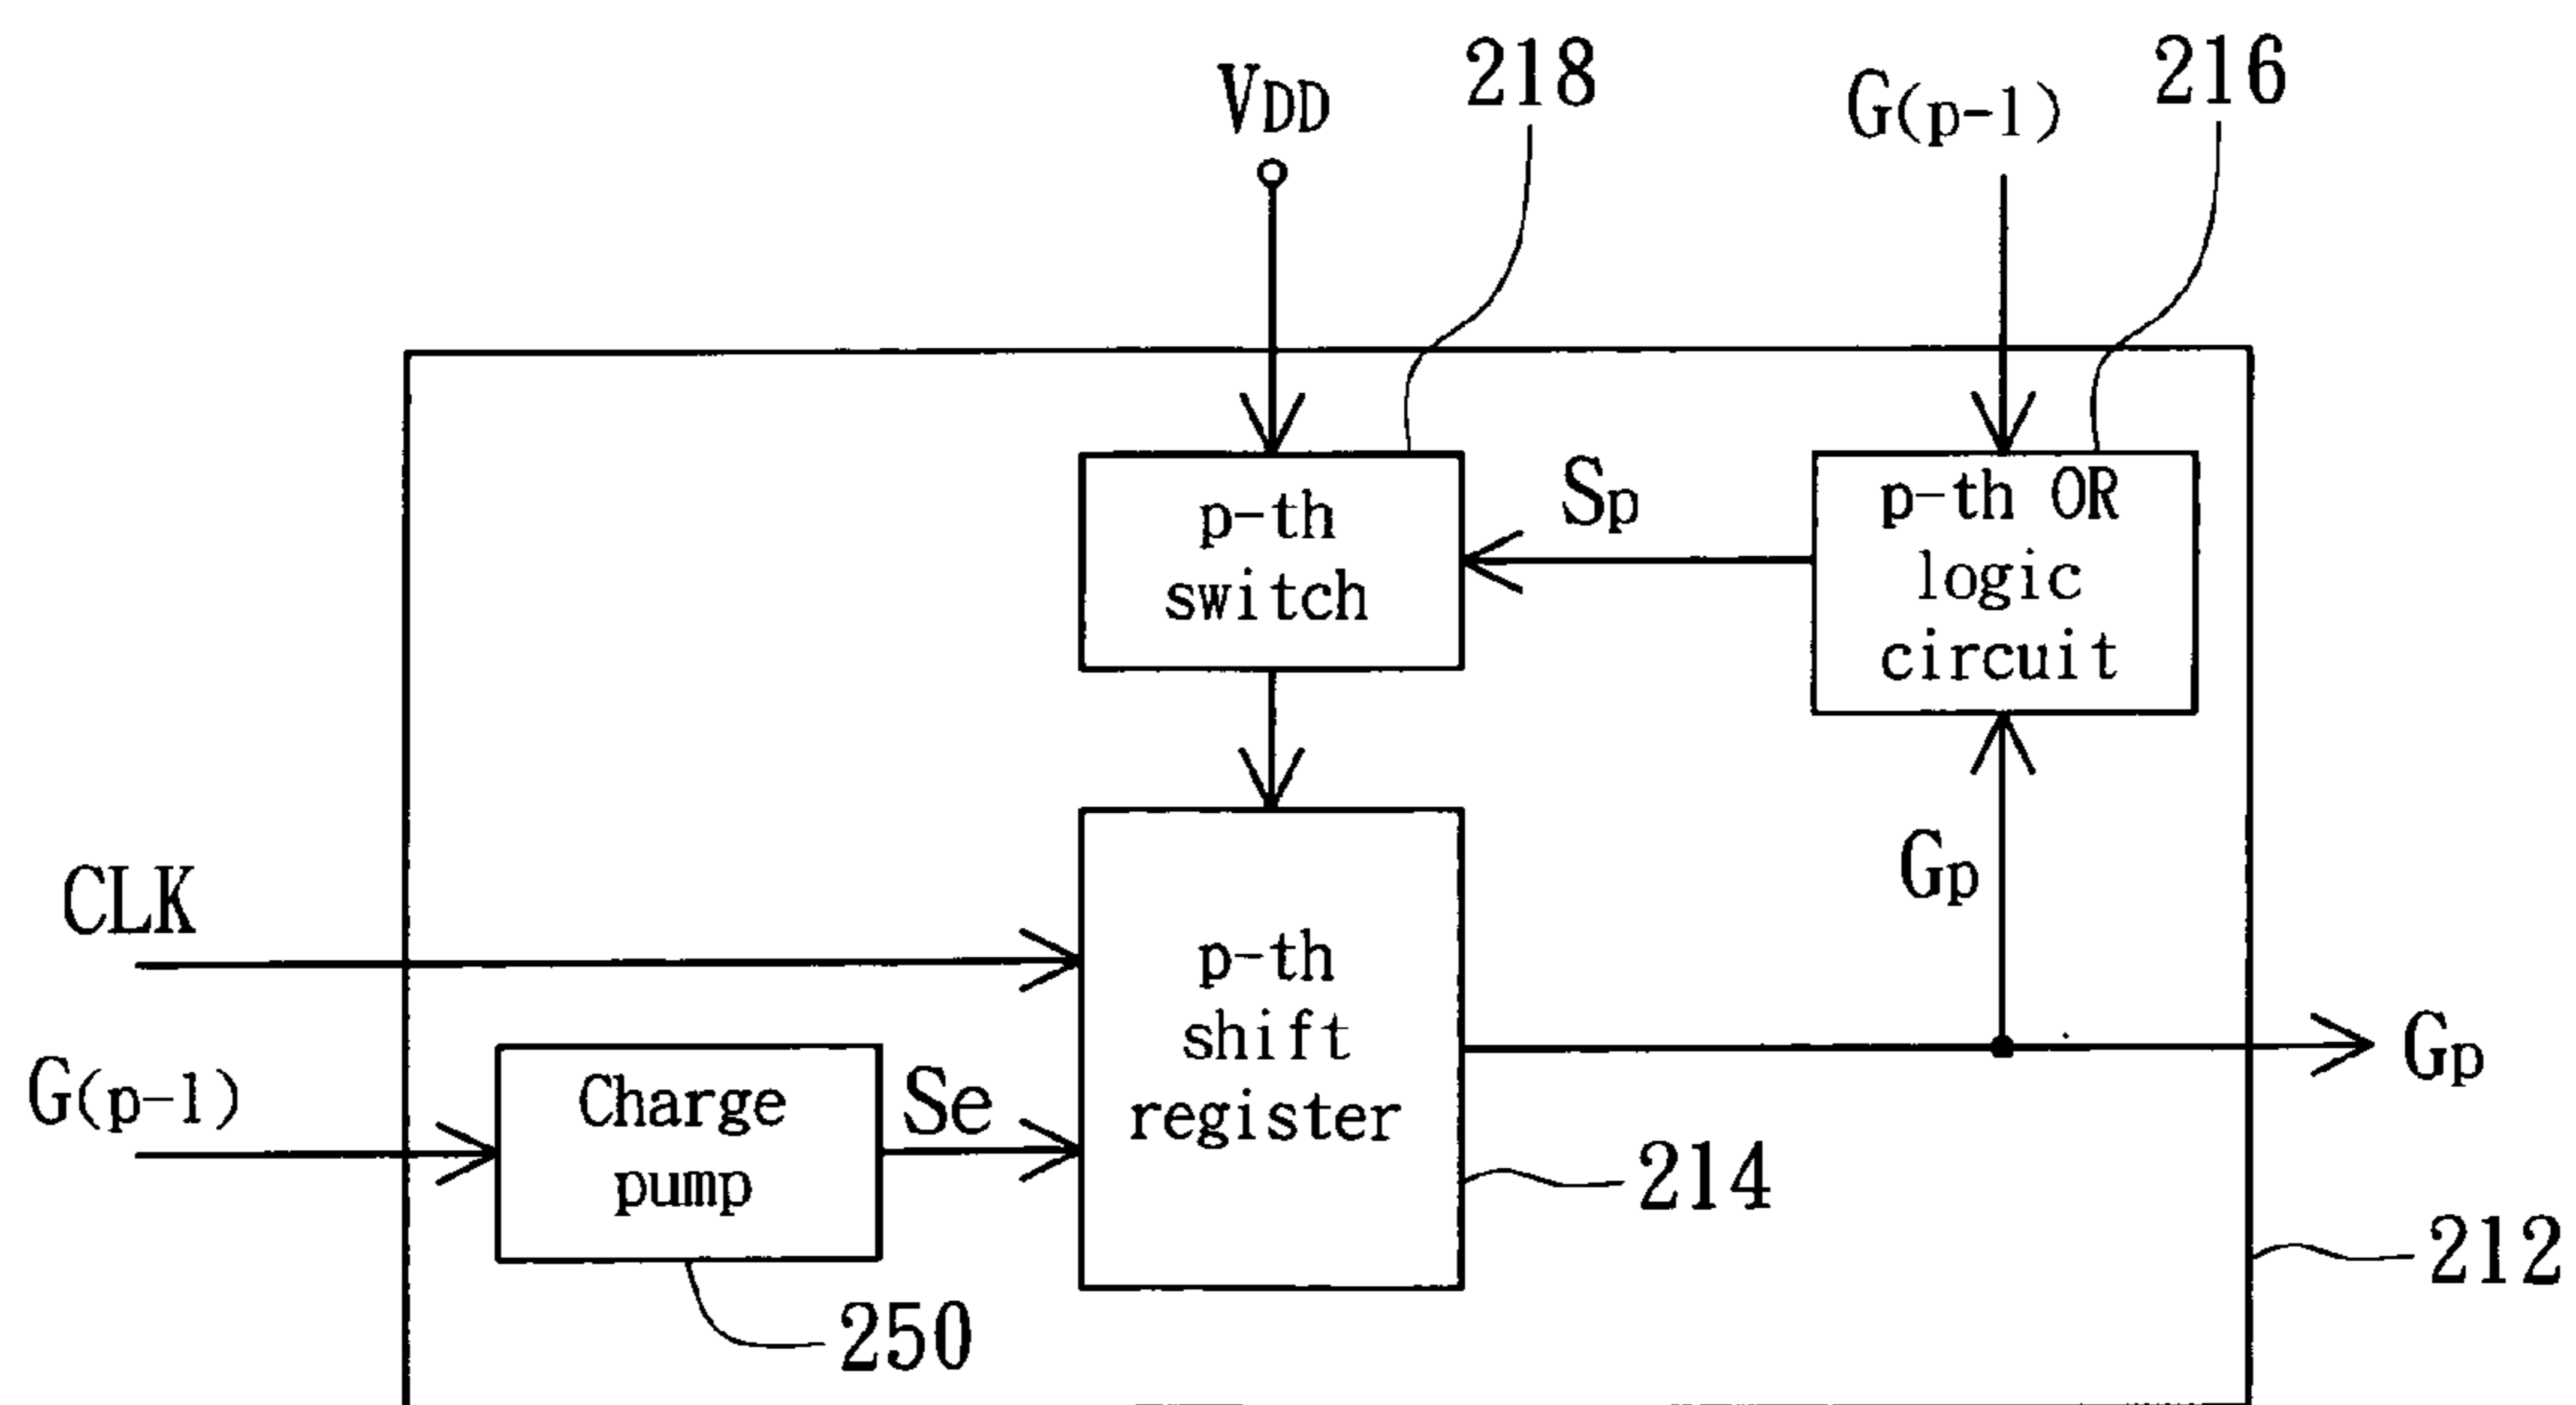 VDD
218
G(p-1)
216
p-th
switch
Sp
p-th OR
logic
circuit
CLK
Gp
p-th
shift
register
G(p-1)
Charge
pump
Se
Gp
214
212
250